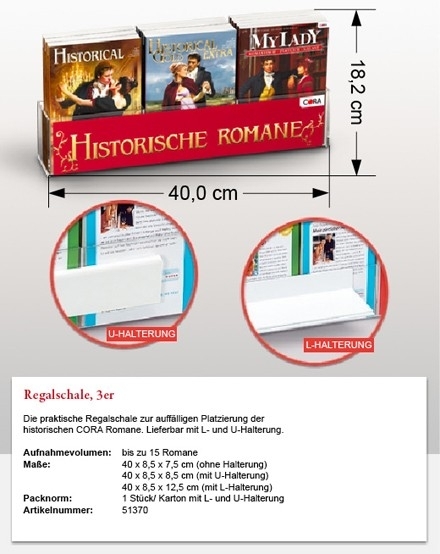 HISTORICAL
HISTORICAL
GOLD EXTRA
MYLADY
CORA
HISTORISCHE ROMANE
18,2 cm
40,0 cm
U-HALTERUNG
L-HALTERUNG
Regalschale, 3er
Die praktische Regalschale zur auffälligen Platzierung der
historischen CORA Romane. Lieferbar mit L- und U-Halterung.
Aufnahmevolumen: bis zu 15 Romane
Maße: 40 x 8,5 x 7,5 cm (ohne Halterung)
40 x 8,5 x 8,5 cm (mit U-Halterung)
40 x 8,5 x 12,5 cm (mit L-Halterung)
Packnorm: 1 Stück/ Karton mit L- und U-Halterung
Artikelnummer: 51370